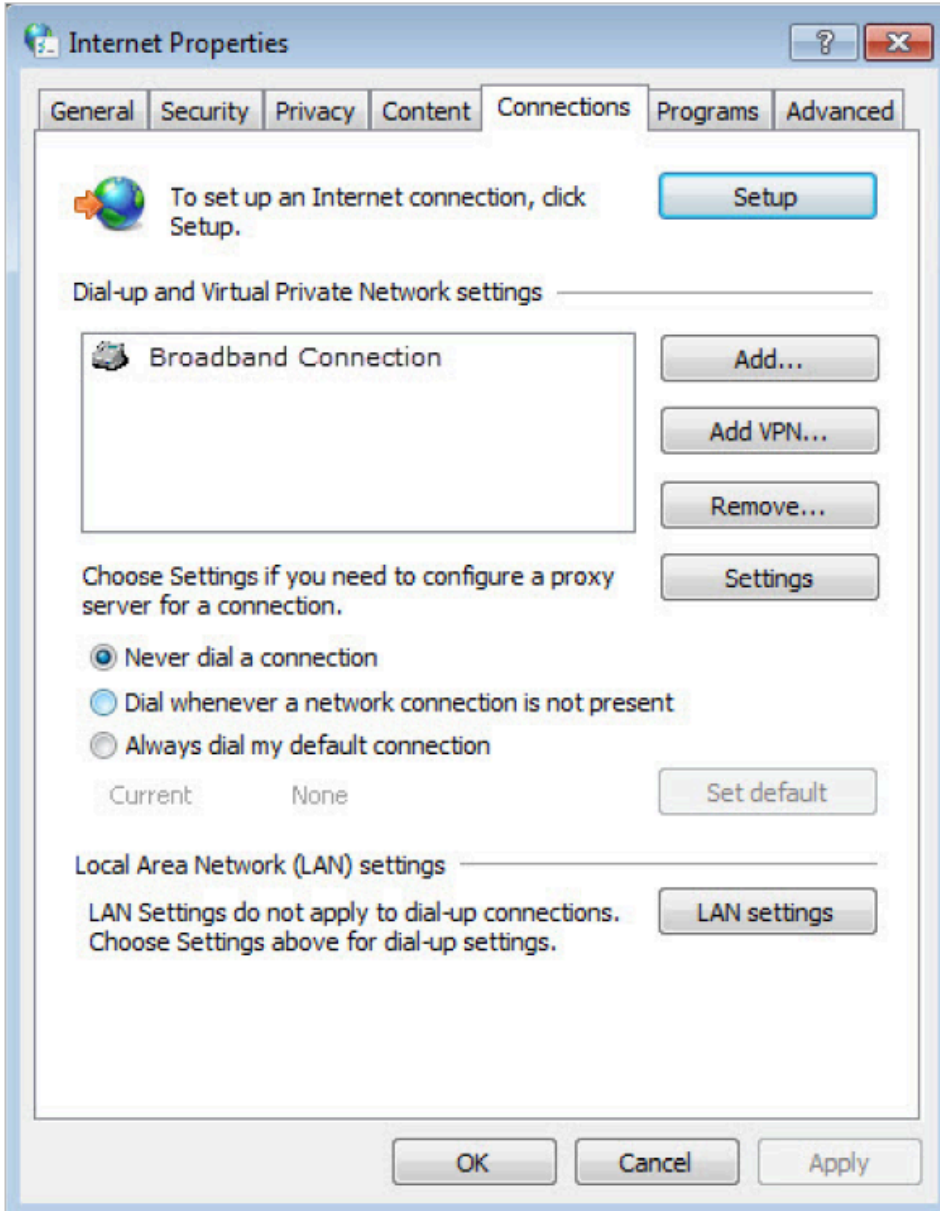 Internet Properties
General Security Privacy Content Connections Programs Advanced
To set up an Internet connection, click
Setup.
Setup
Dial-up and Virtual Private Network settings
Broadband Connection
Add...
Add VPN...
Remove...
Choose Settings if you need to configure a proxy
server for a connection.
Settings
Never dial a connection
Dial whenever a network connection is not present
Always dial my default connection
Current None Set default
Local Area Network (LAN) settings
LAN Settings do not apply to dial-up connections.
Choose Settings above for dial-up settings.
LAN settings
OK Cancel Apply